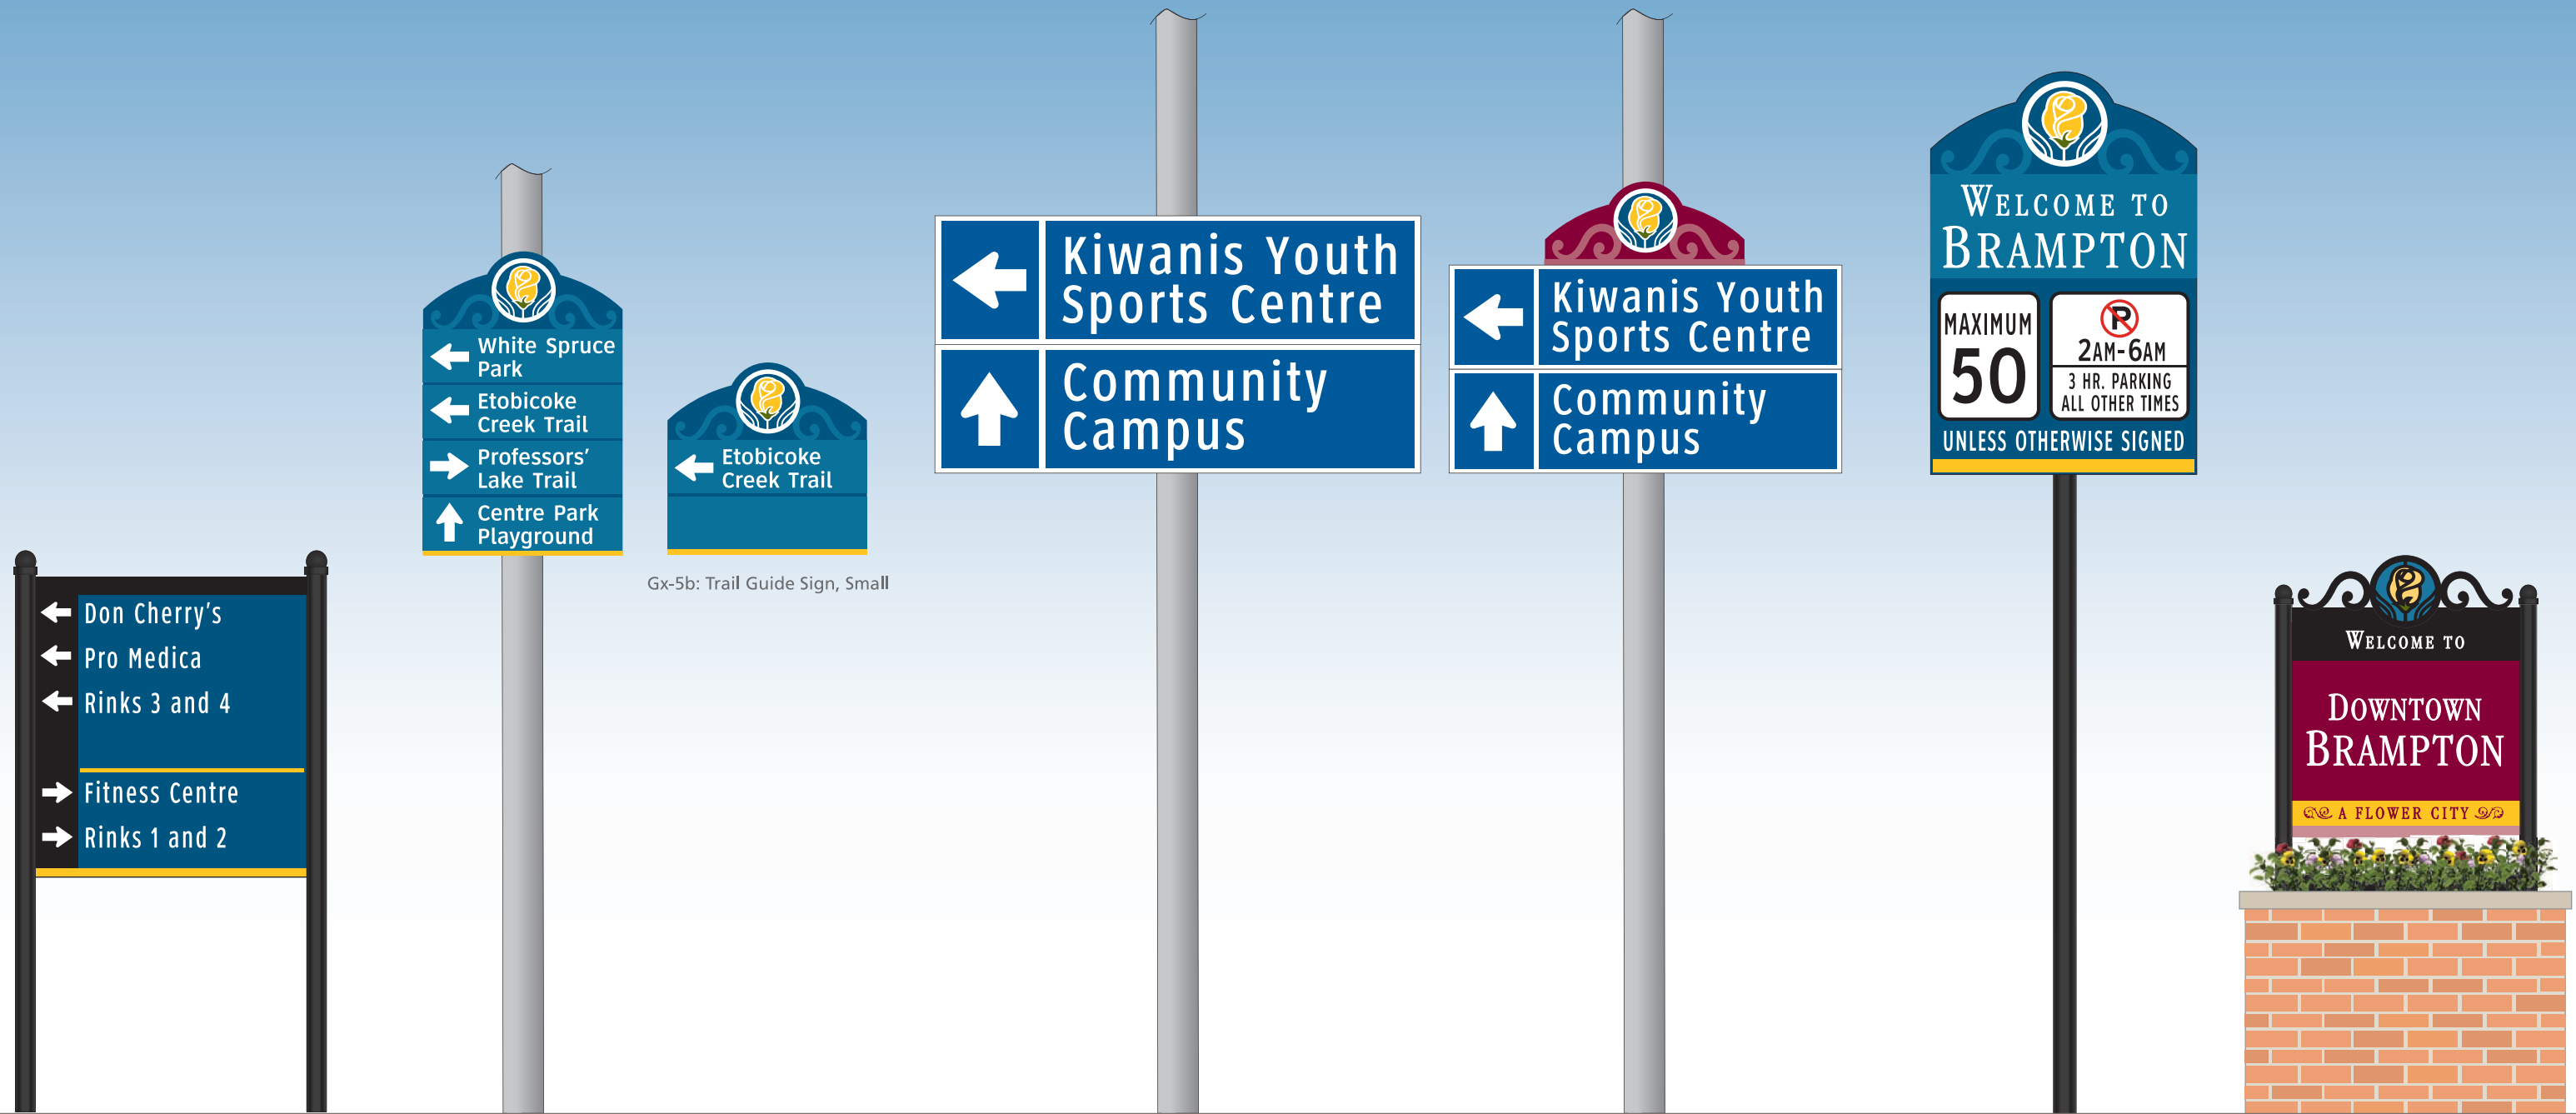 Don Cherry's
Pro Medica
Rinks 3 and 4
Fitness Centre
Rinks 1 and 2
White Spruce
Park
Etobicoke
Creek Trail
Professors'
Lake Trail
Centre Park
Playground
Etobicoke
Creek Trail
Gx-5b: Trail Guide Sign, Small
Kiwanis Youth
Sports Centre
Community
Campus
Kiwanis Youth
Sports Centre
Community
Campus
WELCOME TO
BRAMPTON
MAXIMUM
50
P
2AM-6AM
3 HR. PARKING
ALL OTHER TIMES
UNLESS OTHERWISE SIGNED
WELCOME TO
DOWNTOWN
BRAMPTON
A FLOWER CITY